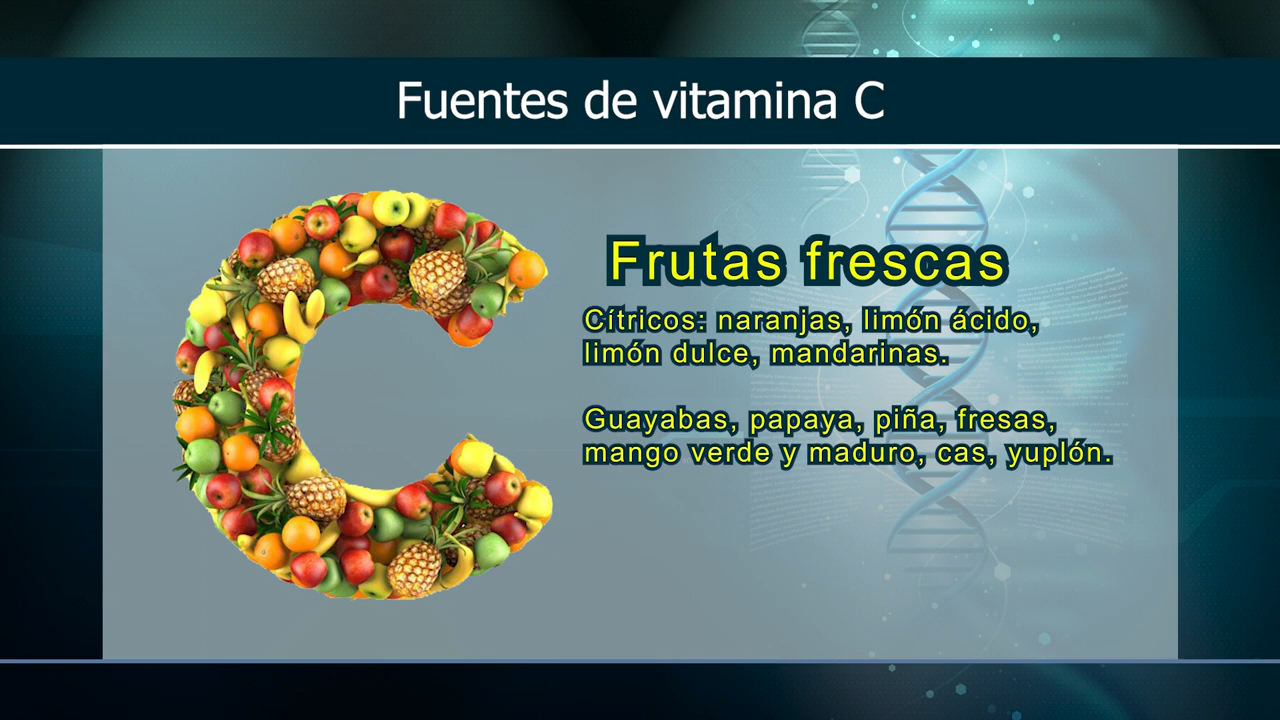 Fuentes de vitamina C
Frutas frescas
Cítricos: naranjas, limón ácido,
limón dulce, mandarinas.
Guayabas, papaya, piña, fresas,
mango verde y maduro, cas, yuplón.